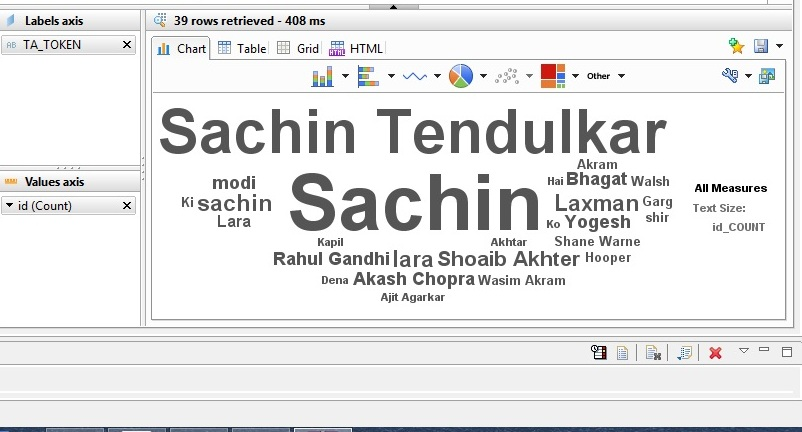 Labels axis
AB TA_TOKEN
39 rows retrieved - 408 ms
Chart Table Grid HTML
Other
Sachin Tendulkar
Akram
modi Hai Bhagat Walsh
Ki sachin Sachin Laxman Garg
Lara Ko Yogesh shir
Kapil Akhtar Shane Warne
Rahul Gandhi lara Shoaib Akhter Hooper
Dena Akash Chopra Wasim Akram
Ajit Agarkar
All Measures
Text Size:
id_COUNT
Values axis
id (Count)